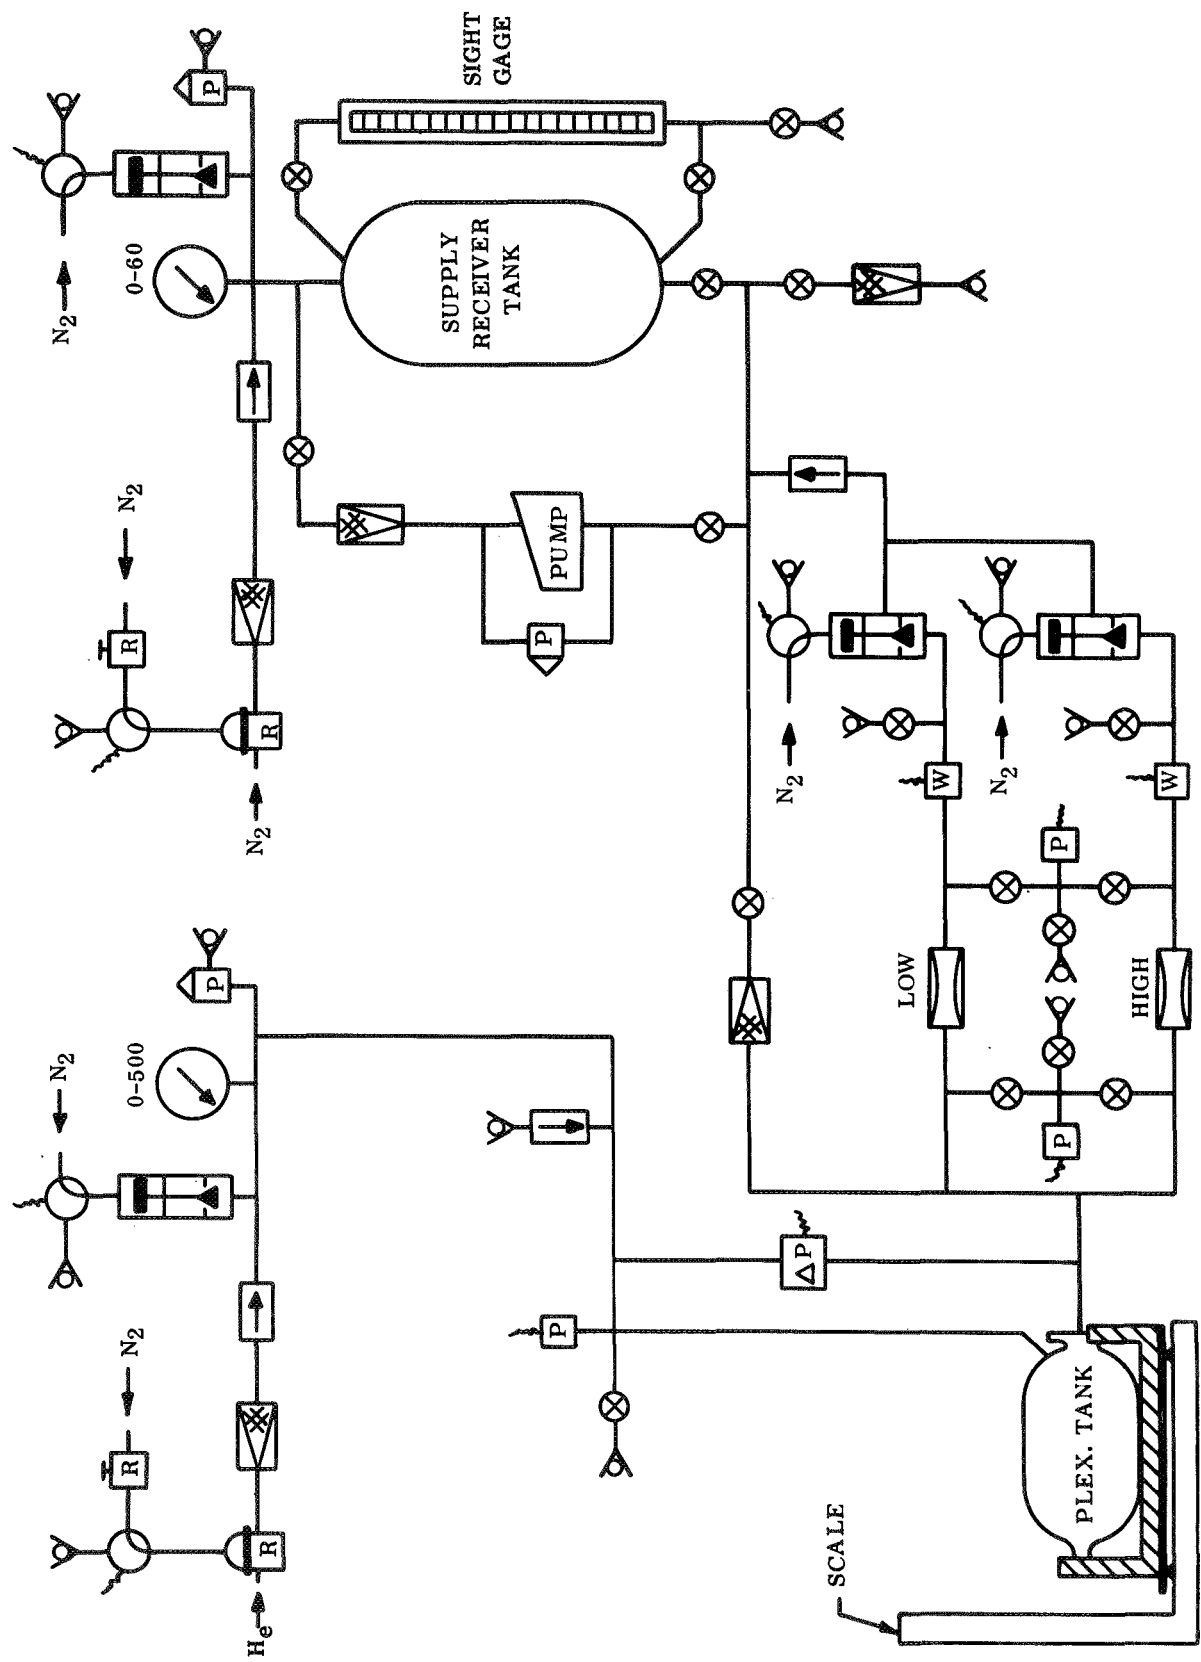 N2
0-60
P
SIGHT
GAGE
N2
R
R
N2
SUPPLY
RECEIVER
TANK
PUMP
P
N2
0-500
P
N2
R
R
He
P
ΔP
N2
W
N2
W
P
LOW
HIGH
P
PLEX. TANK
SCALE